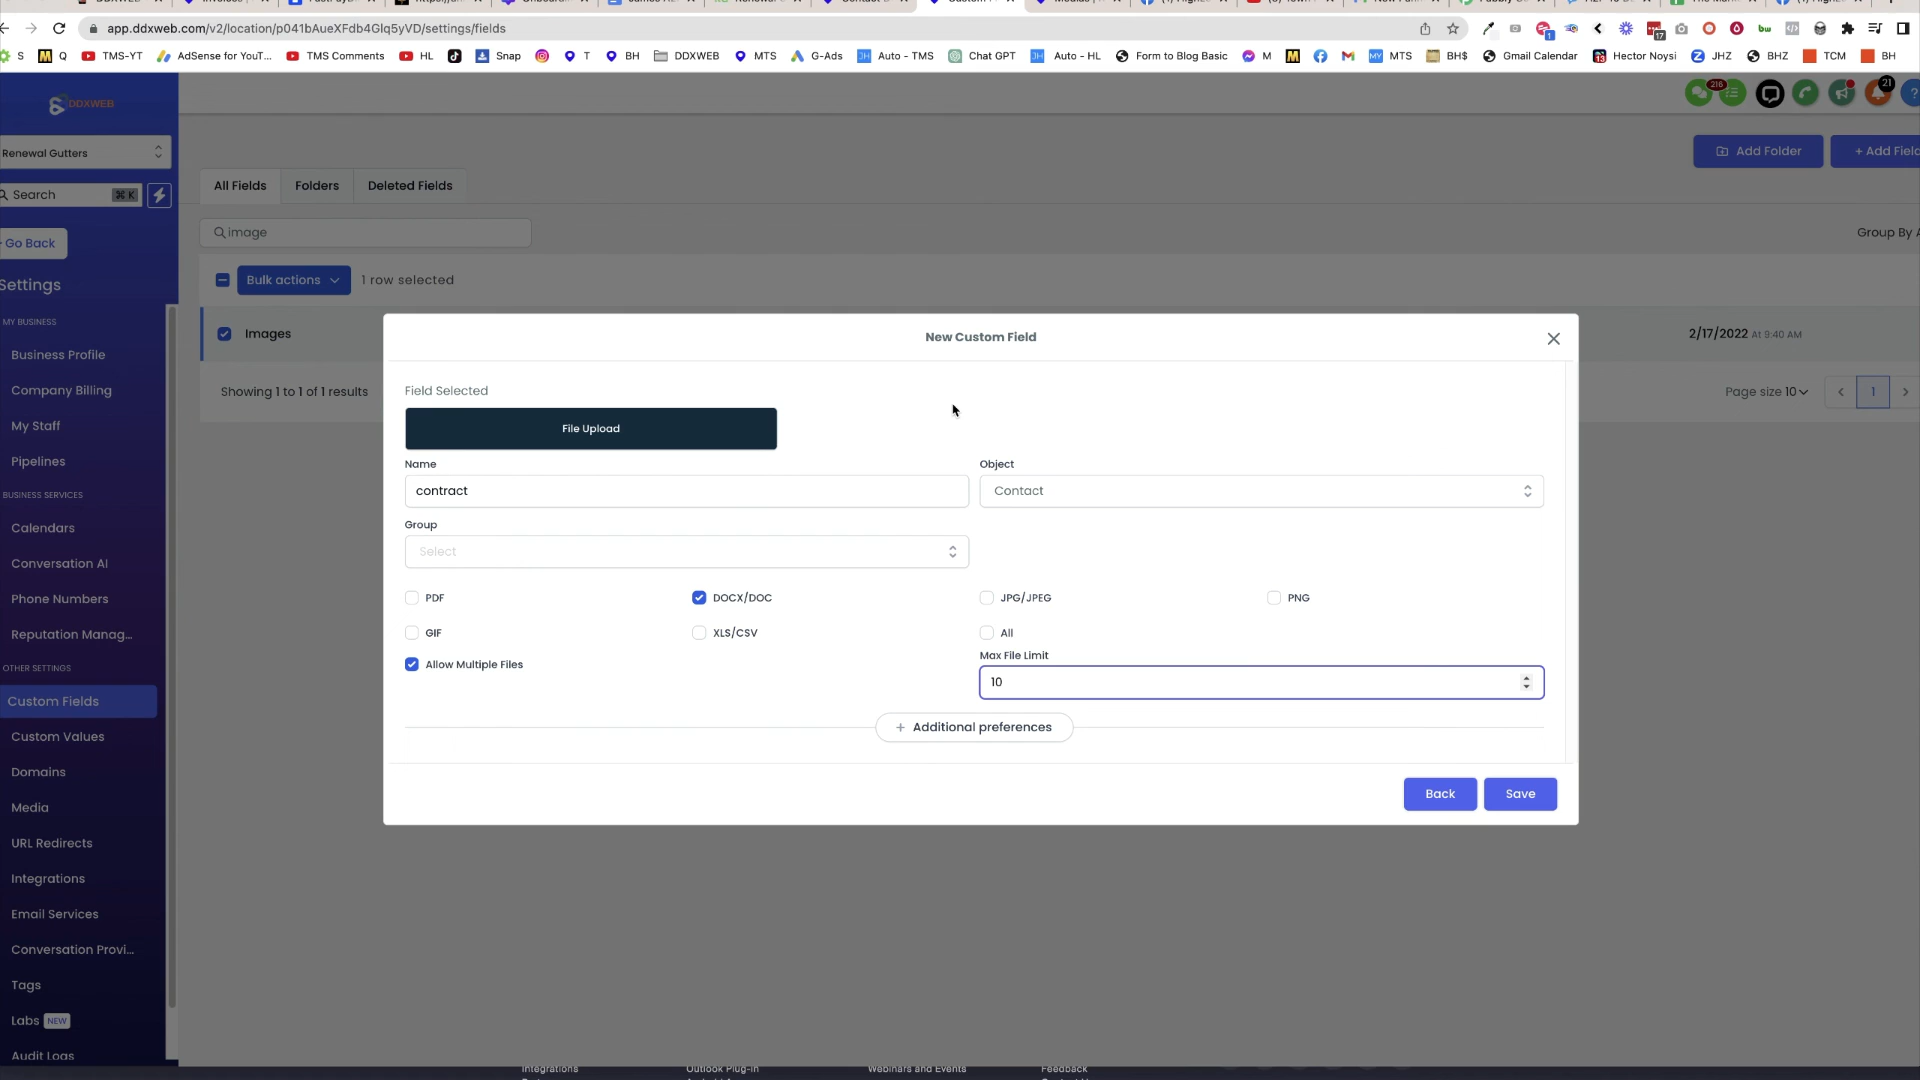 app.ddxweb.com/v2/location/p041bAueXFdb4Glq5yVD/settings/fields
S
Q
TMS-YT
AdSense for YouT...
TMS Comments
HL
Snap
T
BH
DDXWEB
MTS
G-Ads
Auto - TMS
Chat GPT
Auto - HL
Form to Blog Basic
M
MTS
BH$
Gmail Calendar
Hector Noysi
JHZ
BHZ
TCM
BH
DDXWEB
216
21
Renewal Gutters
Add Folder
+ Add Field
Search
⌘ K
All Fields
Folders
Deleted Fields
image
Group By A
Go Back
Bulk actions
1 row selected
Settings
MY BUSINESS
Images
2/17/2022 At 9:40 AM
Business Profile
Showing 1 to 1 of 1 results
Page size 10
1
Company Billing
My Staff
Pipelines
BUSINESS SERVICES
Calendars
Conversation AI
Phone Numbers
Reputation Manag...
OTHER SETTINGS
Custom Fields
Custom Values
Domains
Media
URL Redirects
Integrations
Email Services
Conversation Provi...
Tags
Labs NEW
Audit Logs
New Custom Field
Field Selected
File Upload
Name
Object
contract
Contact
Group
Select
PDF
DOCX/DOC
JPG/JPEG
PNG
GIF
XLS/CSV
All
Allow Multiple Files
Max File Limit
10
+ Additional preferences
Back
Save
Integrations
Outlook Plug-in
Webinars and Events
Feedback